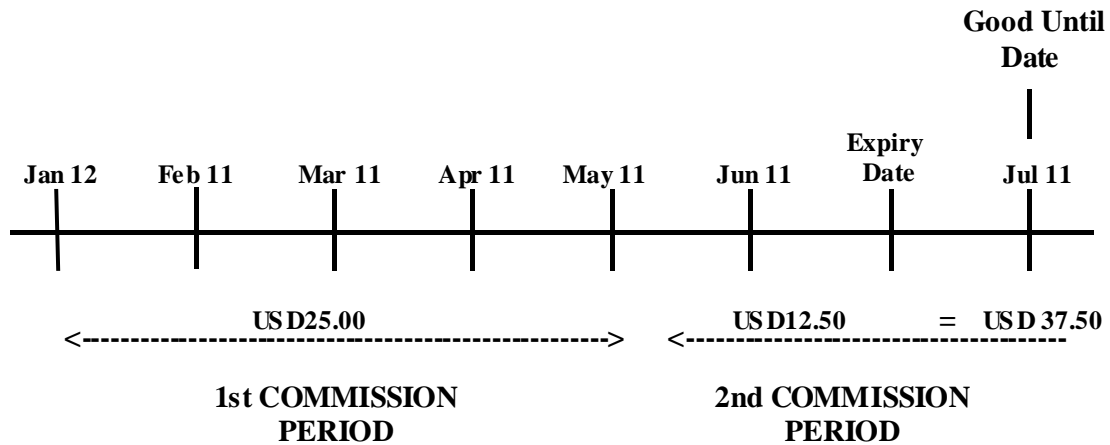 Good Until
Date
Jan 12 Feb 11 Mar 11 Apr 11 May 11 Jun 11 Expiry Date Jul 11
USD25.00 USD12.50 = USD 37.50
<-----------------------------------------------> <----------------------------------
1st COMMISSION PERIOD
2nd COMMISSION PERIOD